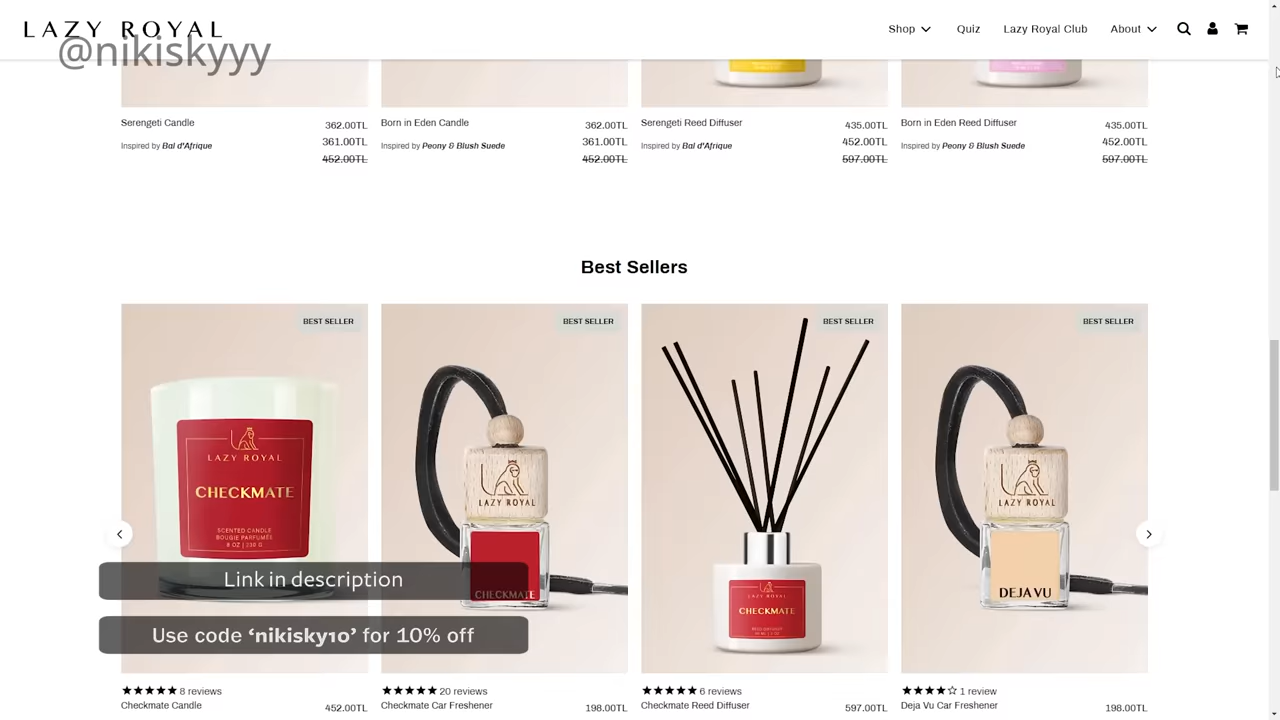 LAZY ROYAL
Shop
Quiz
Lazy Royal Club
About
@nikiskyyy
Serengeti Candle
362.00TL
361.00TL
452.00TL
Inspired by Bal d'Afrique
Born in Eden Candle
362.00TL
361.00TL
452.00TL
Inspired by Peony & Blush Suede
Serengeti Reed Diffuser
435.00TL
452.00TL
597.00TL
Inspired by Bal d'Afrique
Born in Eden Reed Diffuser
435.00TL
452.00TL
597.00TL
Inspired by Peony & Blush Suede
Best Sellers
BEST SELLER
LAZY ROYAL
CHECKMATE
SCENTED CANDLE
BOUGIE PARFUMÉE
BEST SELLER
LAZY ROYAL
CHECKMATE
BEST SELLER
LAZY ROYAL
CHECKMATE
REED DIFFUSER
BEST SELLER
LAZY ROYAL
DEJA VU
Link in description
Use code ‘nikisky10’ for 10% off
8 reviews
Checkmate Candle
452.00TL
20 reviews
Checkmate Car Freshener
198.00TL
6 reviews
Checkmate Reed Diffuser
597.00TL
1 review
Deja Vu Car Freshener
198.00TL